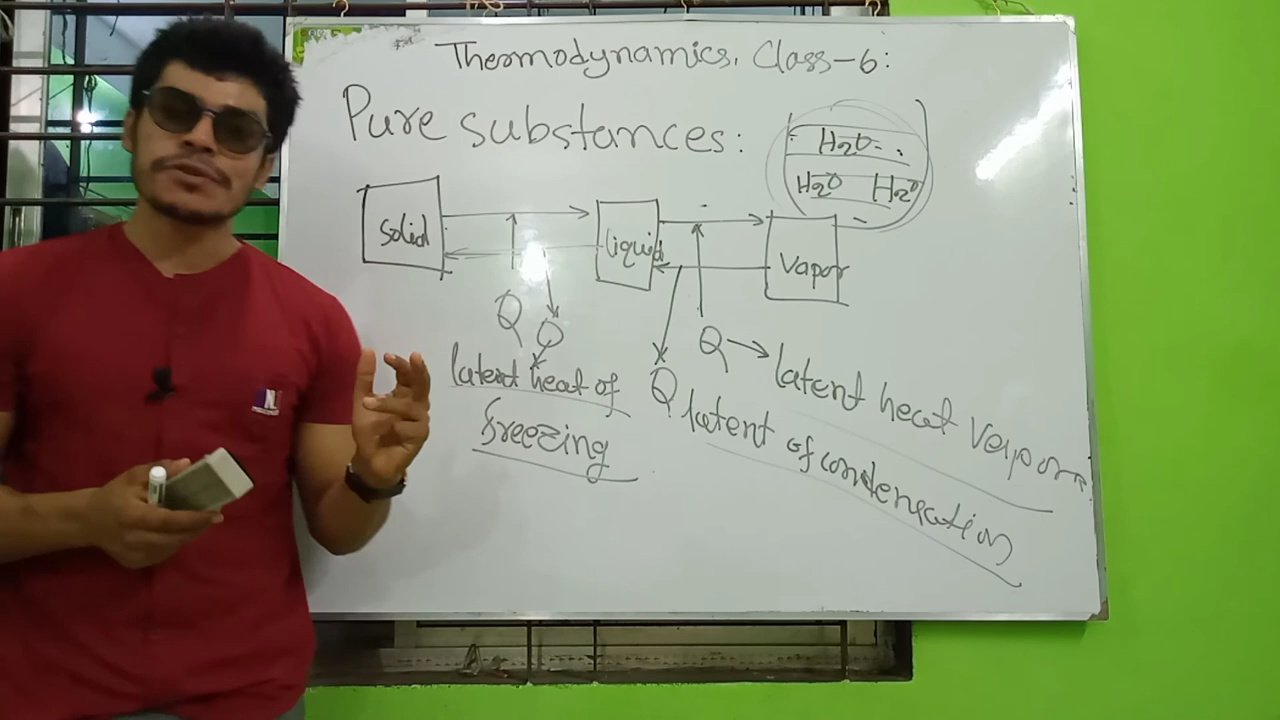 Thermodynamics. Class-6:
Pure substances:
H2O
H2O H2O
Solid
liquid
Vapor
Q
Q
Q
Q
latent heat of
freezing
latent heat Vapor
latent of condensation